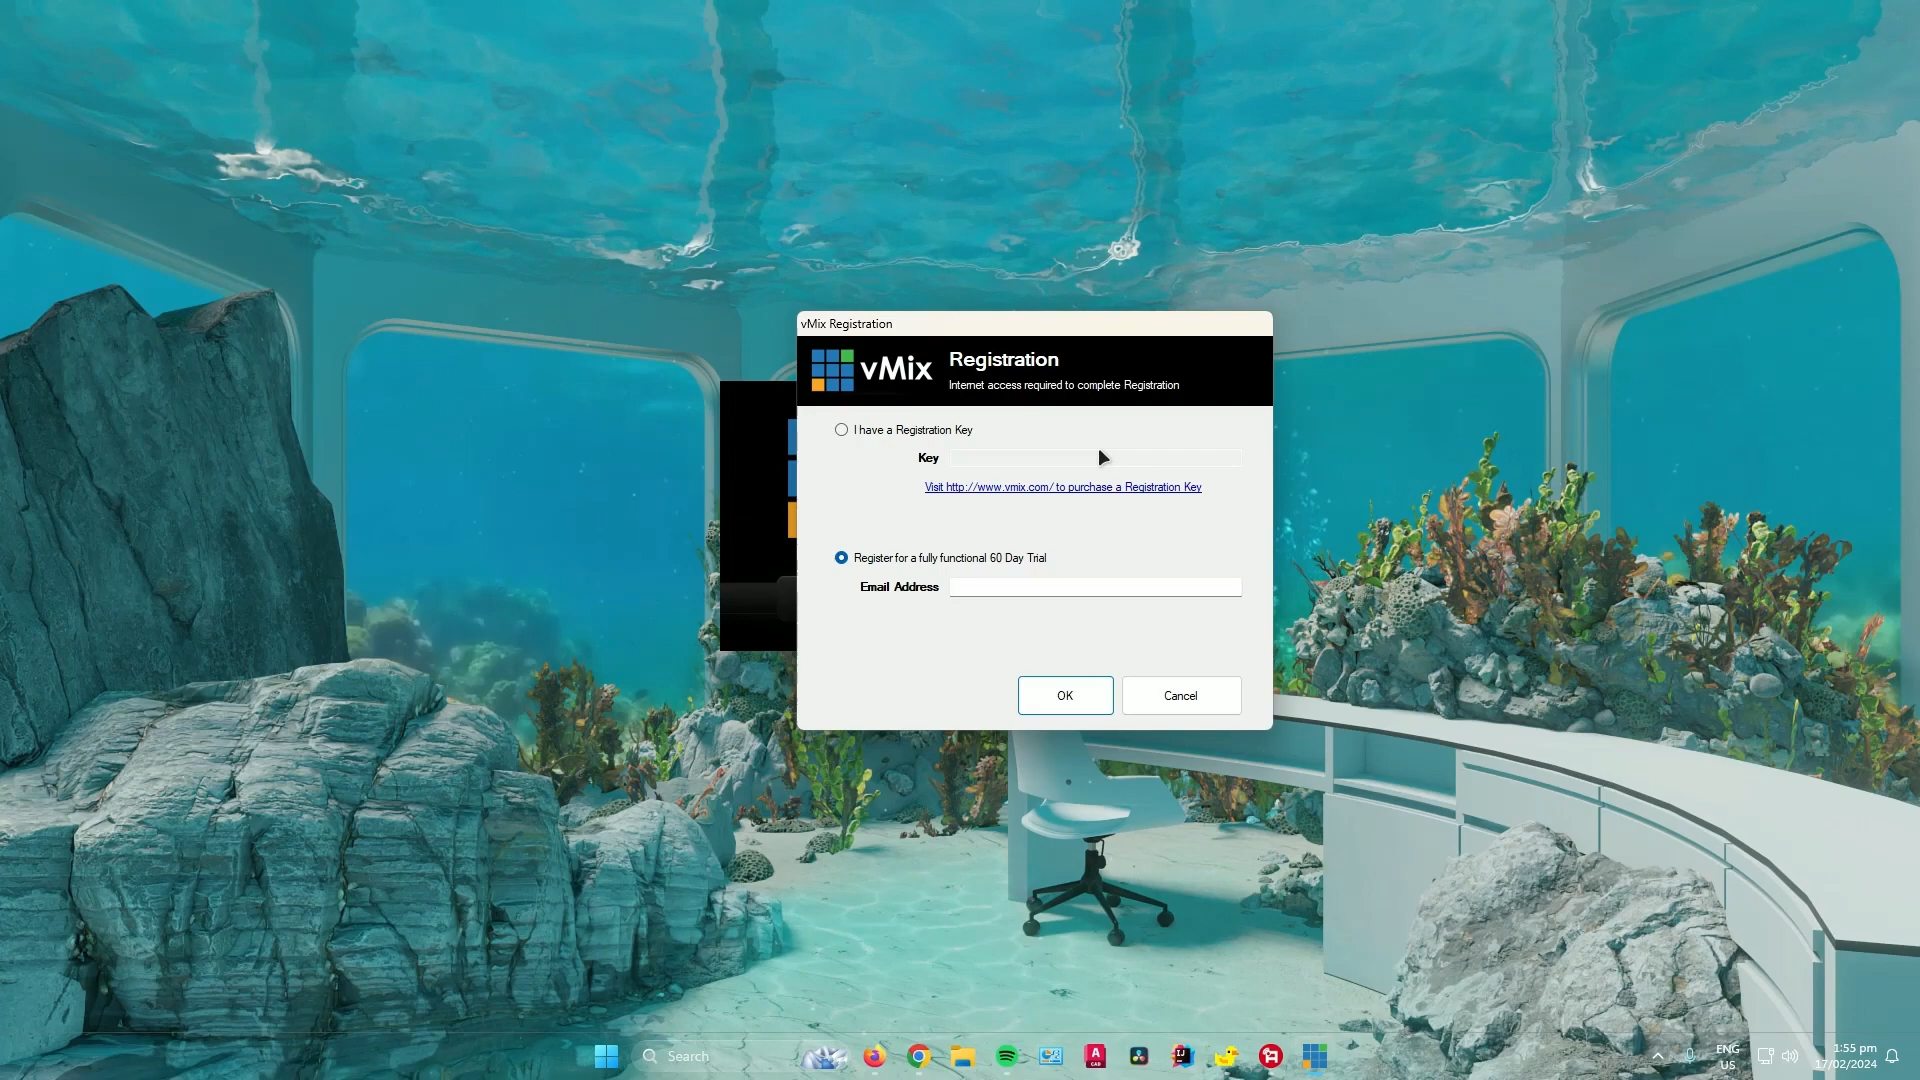 vMix Registration
vMix
Registration
Internet access required to complete Registration
I have a Registration Key
Key
Visit http://www.vmix.com/ to purchase a Registration Key
Register for a fully functional 60 Day Trial
Email Address
OK
Cancel
Search
A
CAD
IJ
ENG
US
1:55 pm
17/02/2024